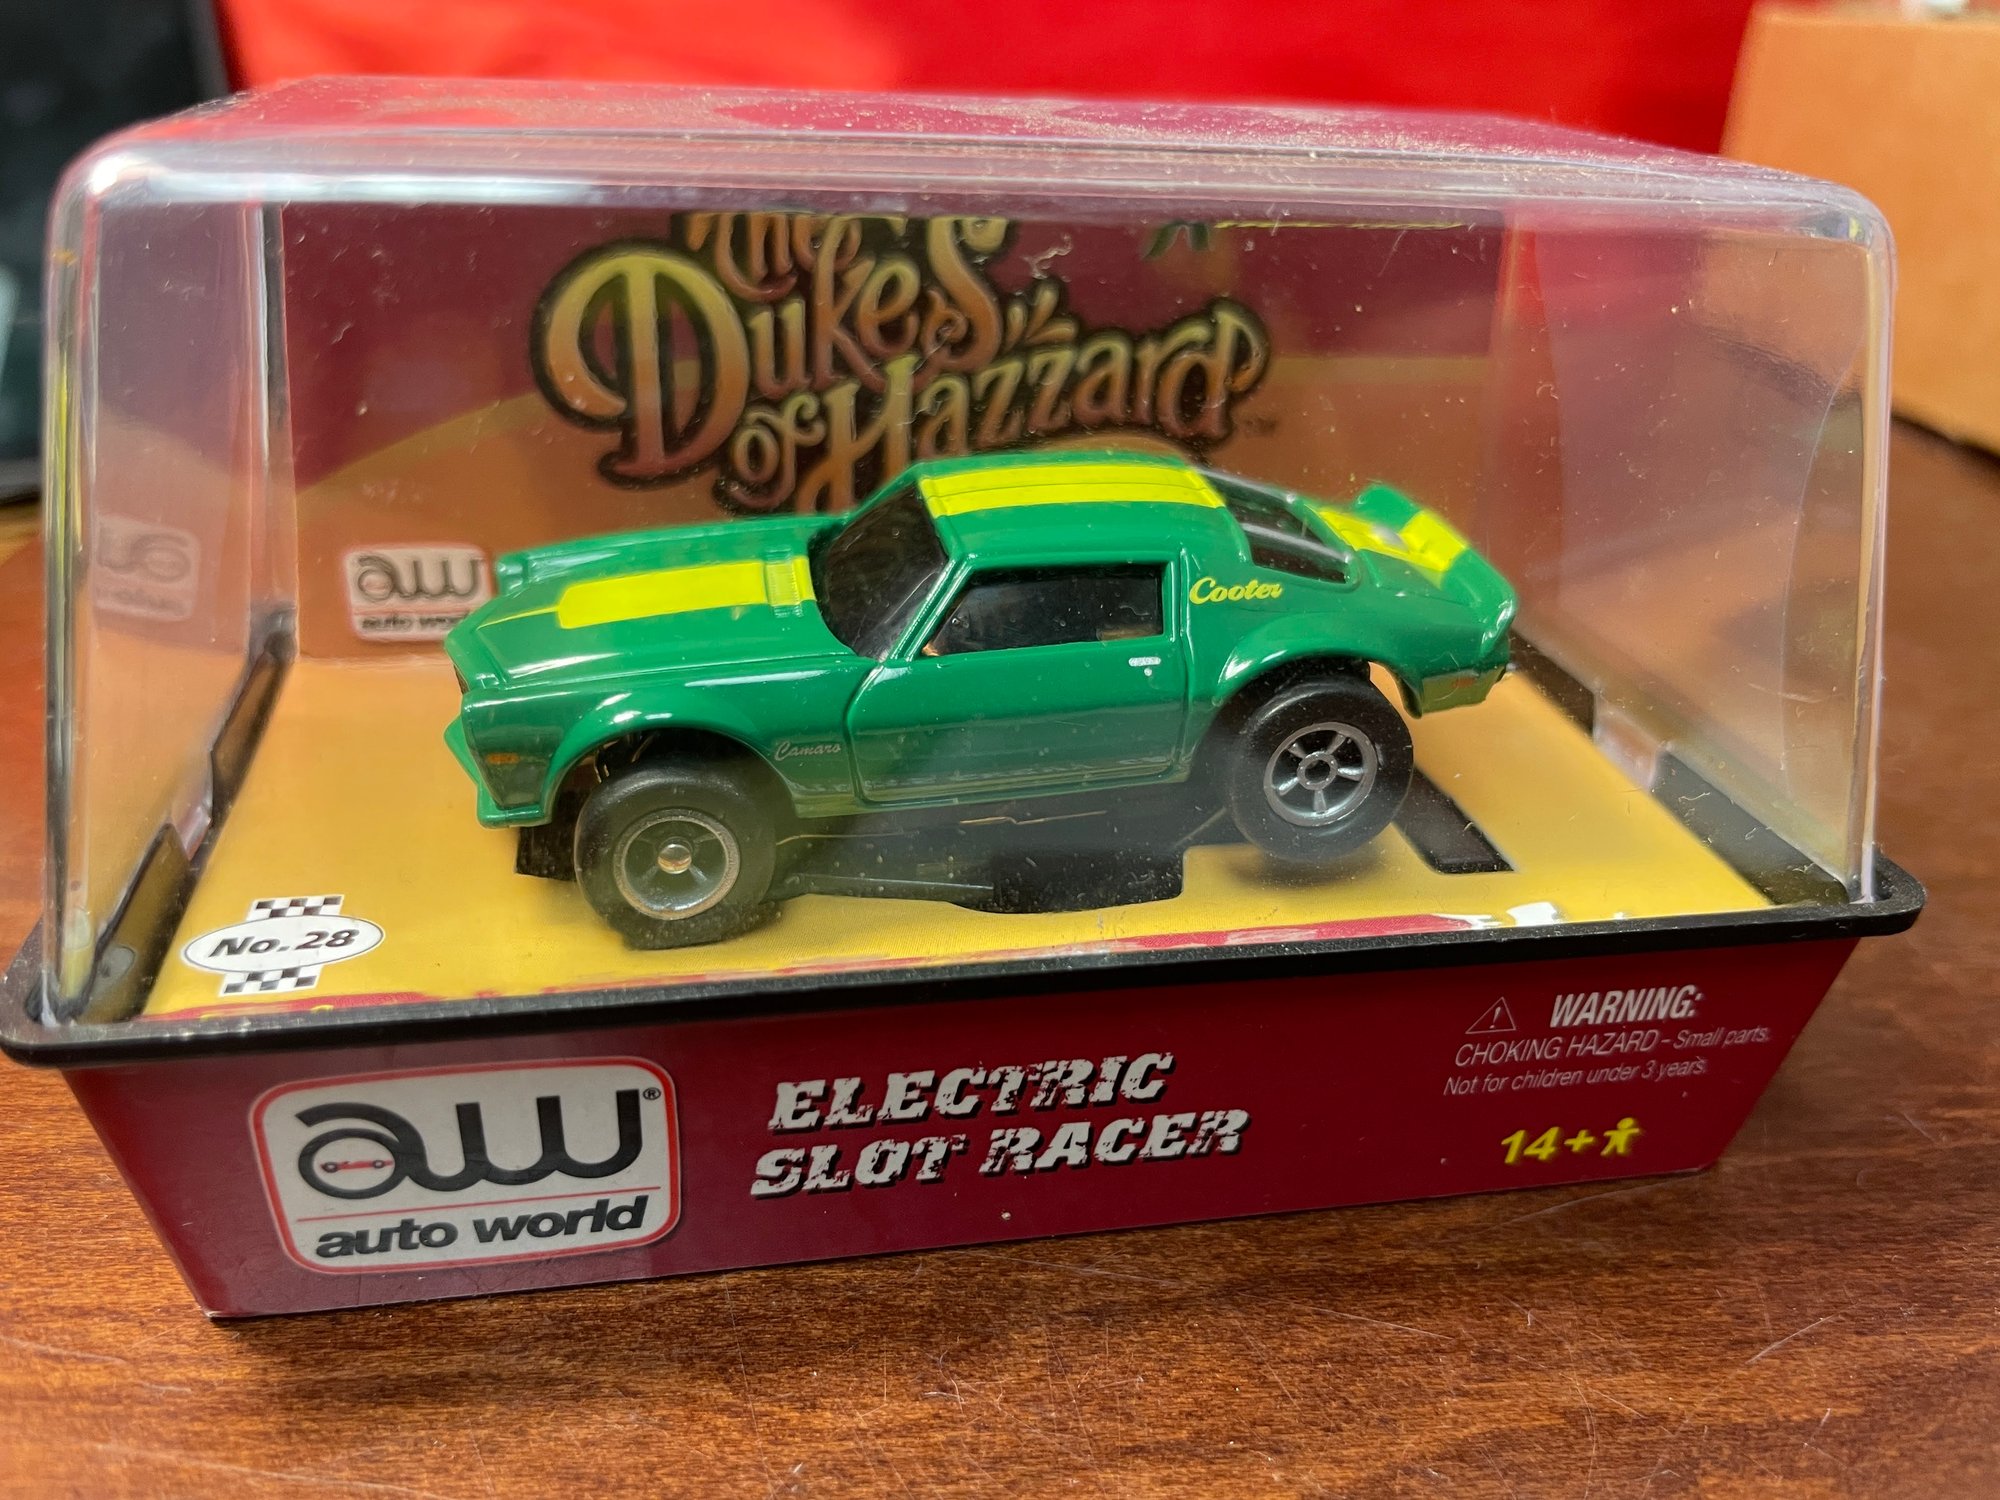 The
Dukes
of Hazzard
TM
aw
auto world
Cooter
Camaro
No.28
aw®
auto world
ELECTRIC
SLOT RACER
WARNING:
CHOKING HAZARD - Small parts.
Not for children under 3 years.
14+